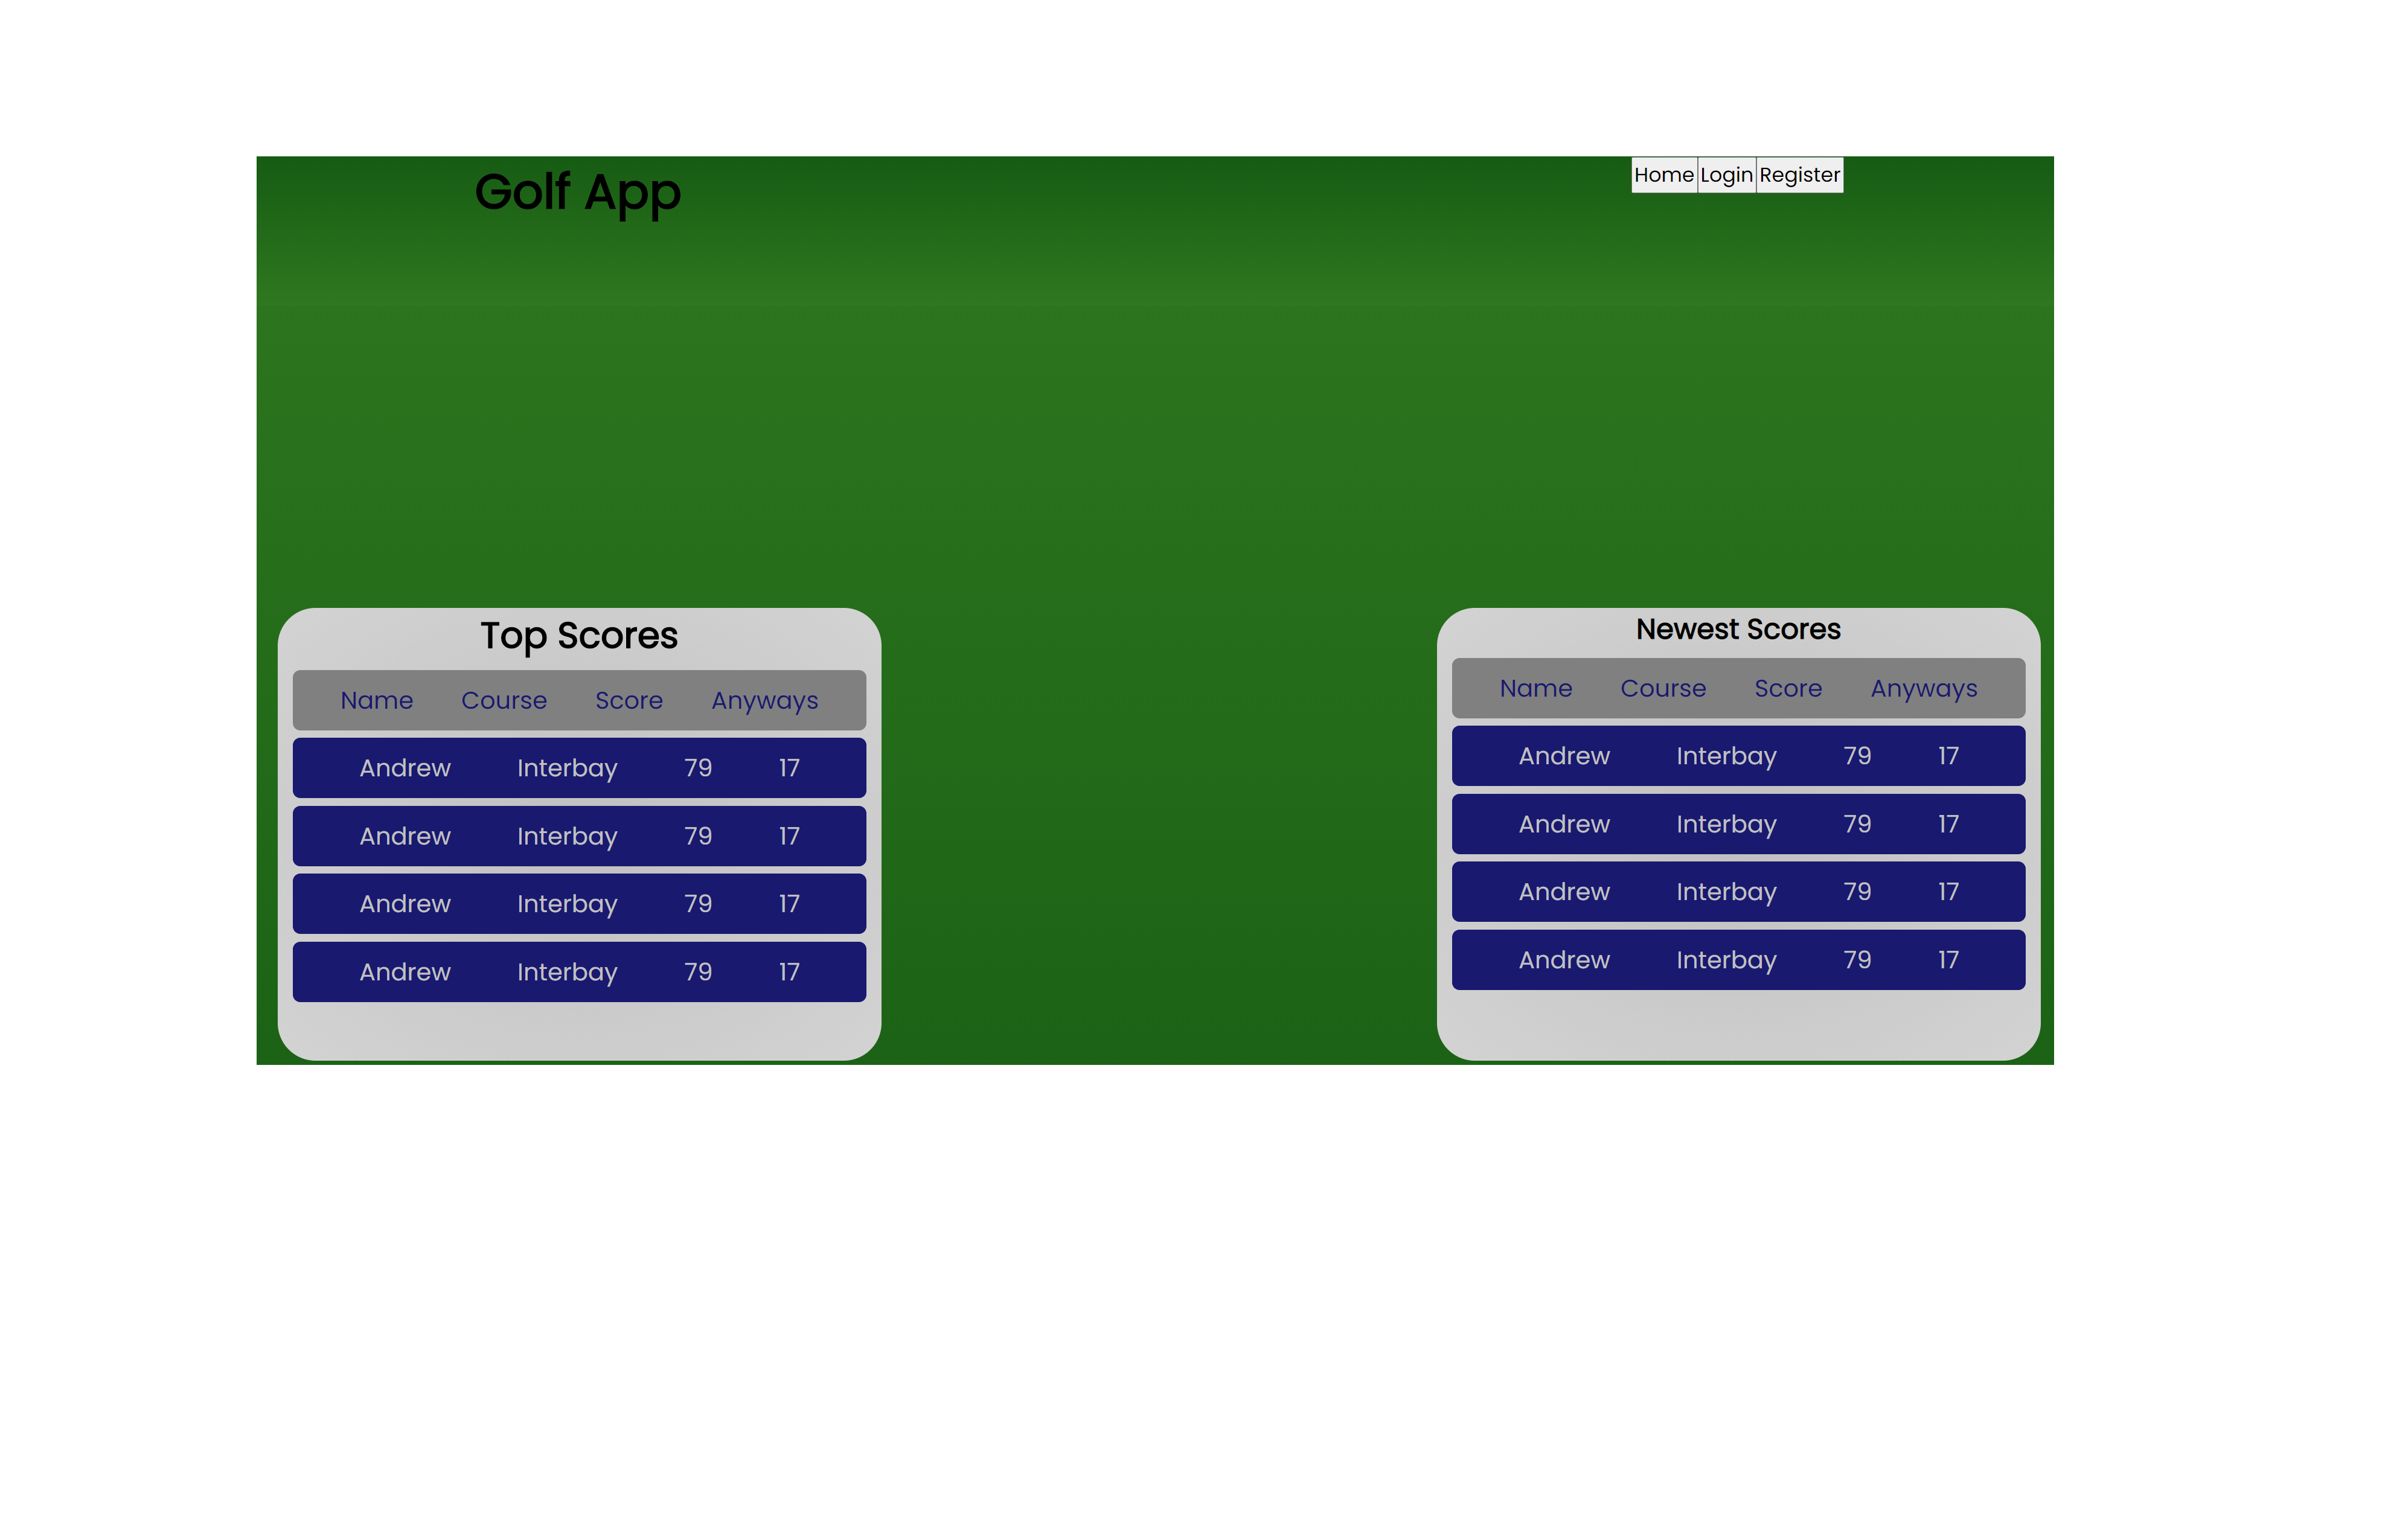 Golf App
Home Login Register
Top Scores
Name Course Score Anyways
Andrew Interbay 79 17
Andrew Interbay 79 17
Andrew Interbay 79 17
Andrew Interbay 79 17
Newest Scores
Name Course Score Anyways
Andrew Interbay 79 17
Andrew Interbay 79 17
Andrew Interbay 79 17
Andrew Interbay 79 17